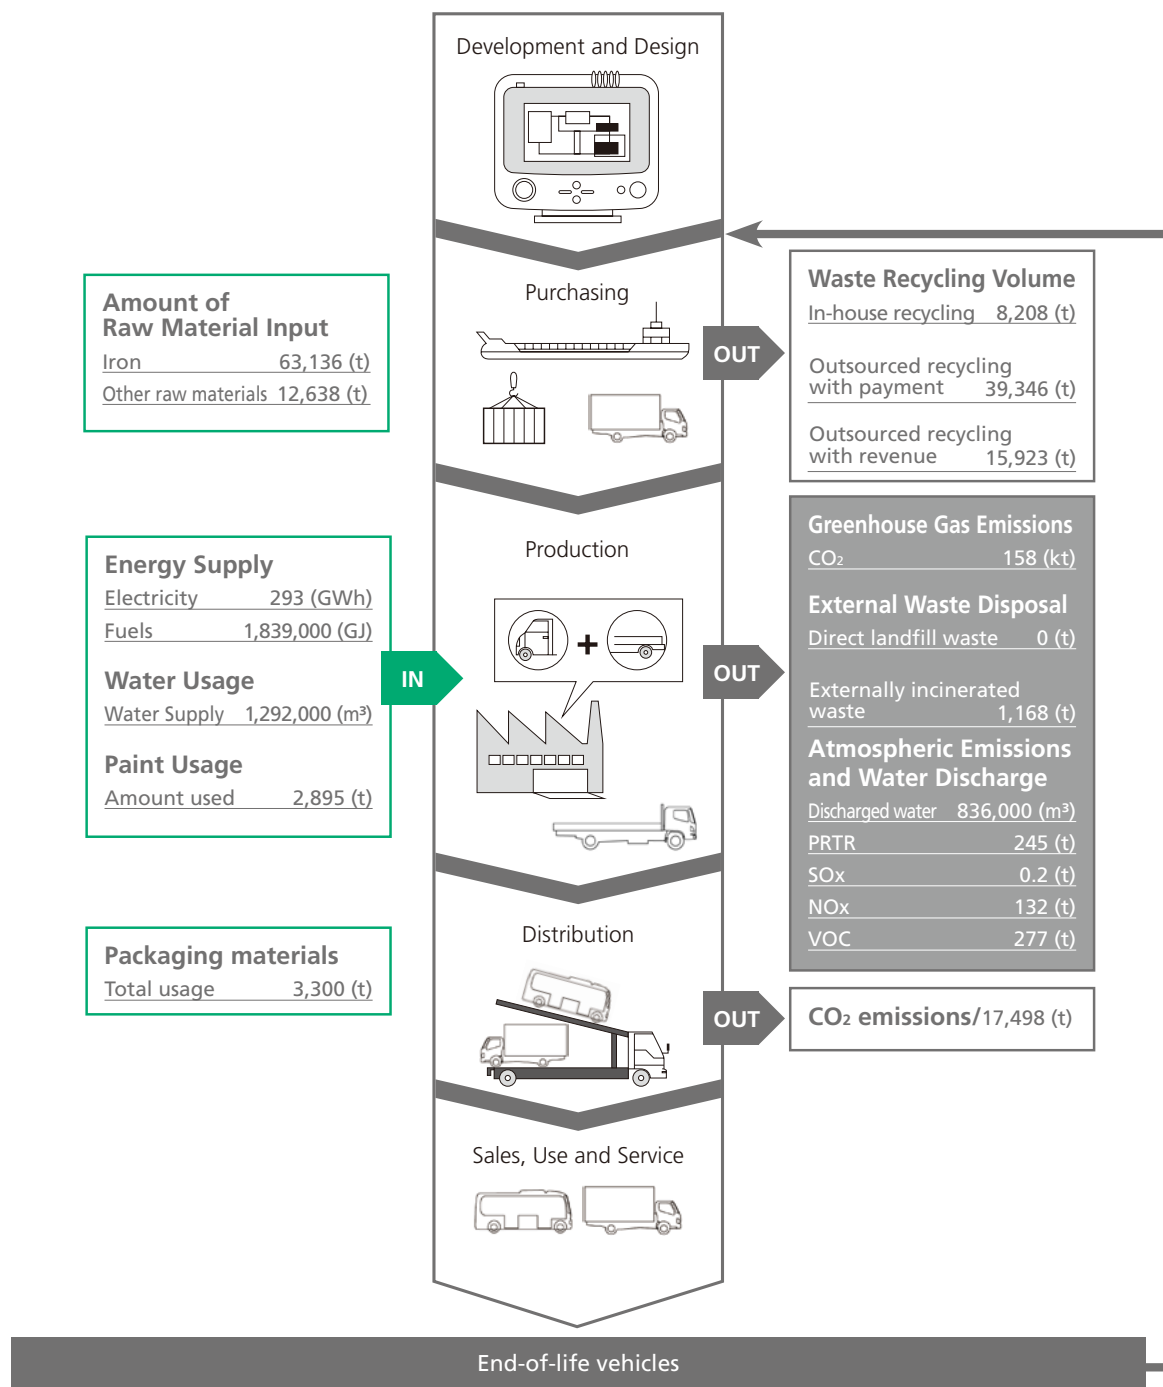 Development and Design
Purchasing
Amount of
Raw Material Input
Iron 63,136 (t)
Other raw materials 12,638 (t)
OUT
Waste Recycling Volume
In-house recycling 8,208 (t)
Outsourced recycling
with payment 39,346 (t)
Outsourced recycling
with revenue 15,923 (t)
Production
Energy Supply
Electricity 293 (GWh)
Fuels 1,839,000 (GJ)
Water Usage
Water Supply 1,292,000 (m³)
Paint Usage
Amount used 2,895 (t)
IN
OUT
Greenhouse Gas Emissions
CO₂ 158 (kt)
External Waste Disposal
Direct landfill waste 0 (t)
Externally incinerated
waste 1,168 (t)
Atmospheric Emissions
and Water Discharge
Discharged water 836,000 (m³)
PRTR 245 (t)
SOx 0.2 (t)
NOx 132 (t)
VOC 277 (t)
Distribution
Packaging materials
Total usage 3,300 (t)
OUT
CO₂ emissions/17,498 (t)
Sales, Use and Service
End-of-life vehicles